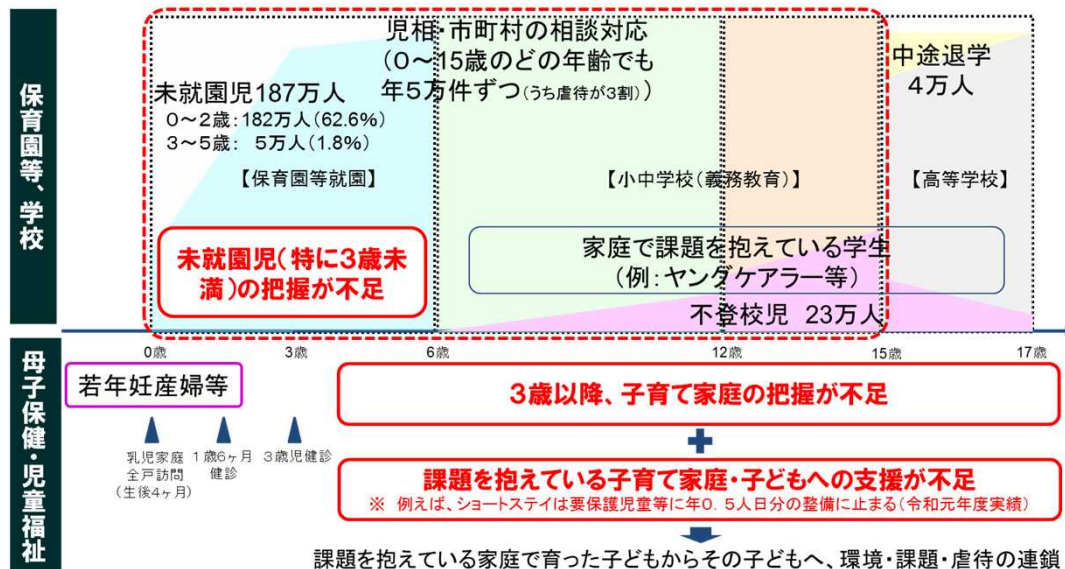 保育園等、学校
児相・市町村の相談対応
(0～15歳のどの年齢でも
年5万件ずつ(うち虐待が3割))
未就園児187万人
0～2歳:182万人(62.6%)
3～5歳: 5万人(1.8%)
中途退学
4万人
【保育園等就園】
【小中学校(義務教育)】
【高等学校】
未就園児(特に3歳未
満)の把握が不足
家庭で課題を抱えている学生
(例:ヤングケアラー等)
不登校児 23万人
0歳
3歳
6歳
12歳
15歳
17歳
母子保健・児童福祉
若年妊産婦等
乳児家庭
全戸訪問
(生後4ヶ月)
1歳6ヶ月
健診
3歳児健診
3歳以降、子育て家庭の把握が不足
課題を抱えている子育て家庭・子どもへの支援が不足
※ 例えば、ショートステイは要保護児童等に年0.5人日分の整備に止まる(令和元年度実績)
課題を抱えている家庭で育った子どもからその子どもへ、環境・課題・虐待の連鎖